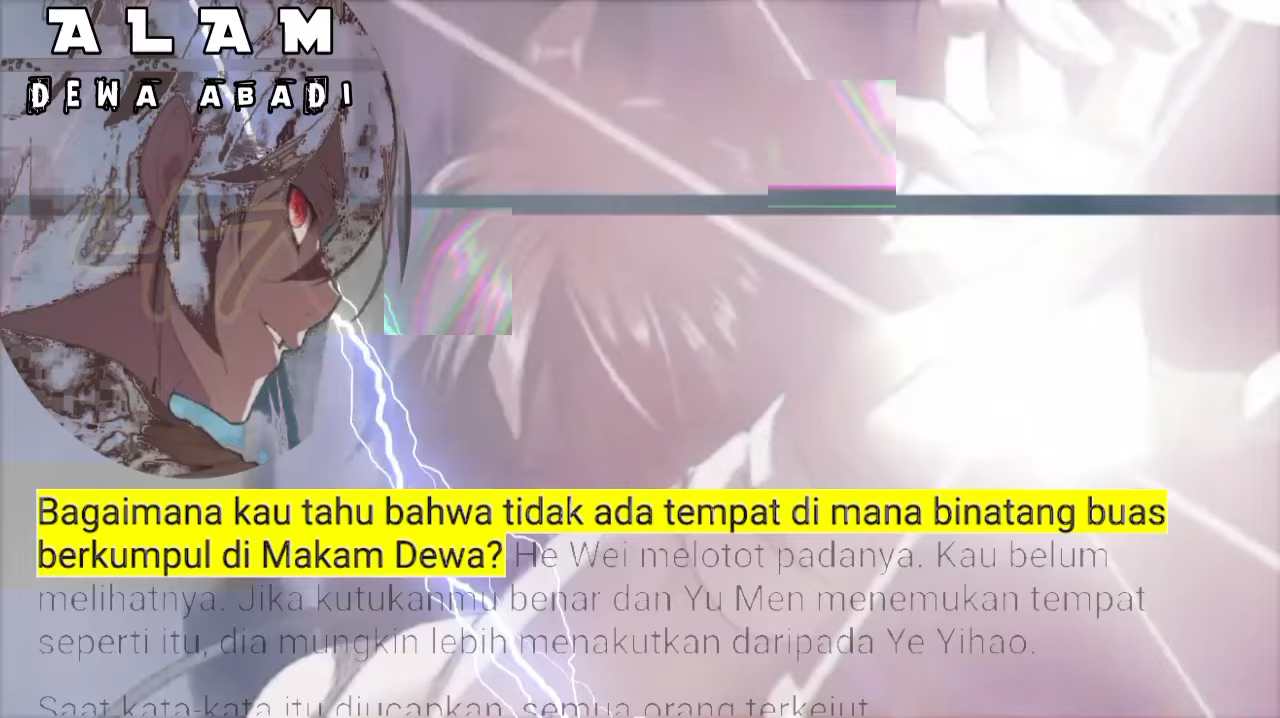 ALAM
DEWA ABADI
Bagaimana kau tahu bahwa tidak ada tempat di mana binatang buas
berkumpul di Makam Dewa? He Wei melotot padanya. Kau belum
melihatnya. Jika kutukanmu benar dan Yu Men menemukan tempat
seperti itu, dia mungkin lebih menakutkan daripada Ye Yihao.
Saat kata-kata itu diucapkan, semua orang terkejut.